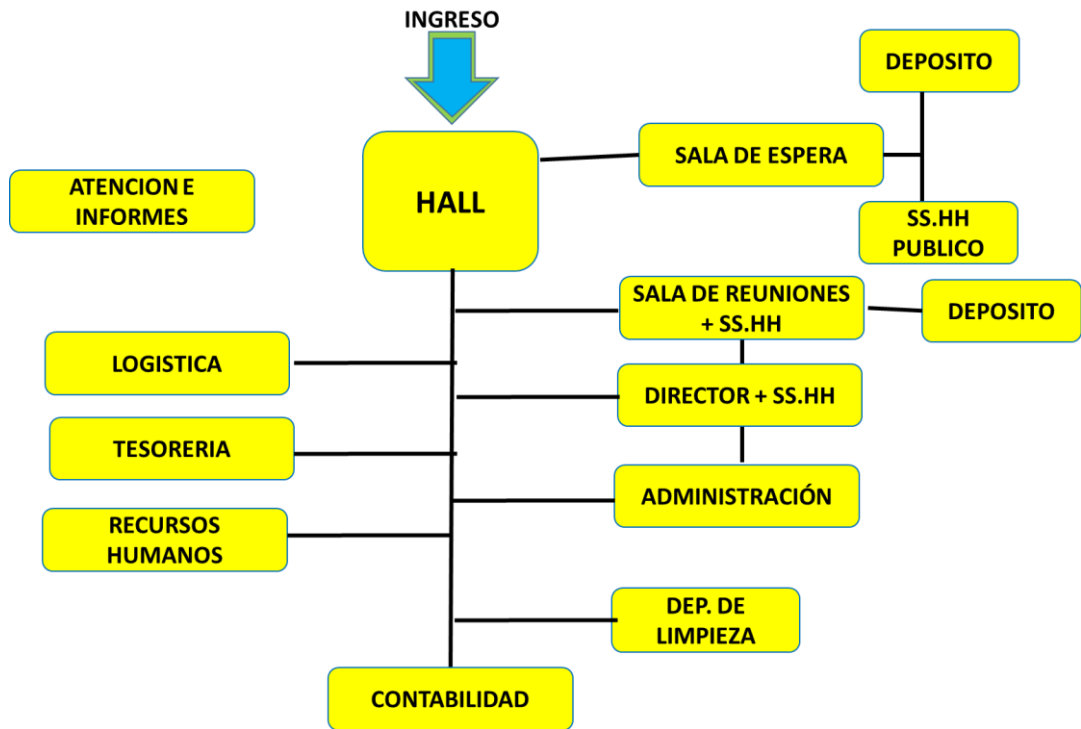 INGRESO
DEPOSITO
SALA DE ESPERA
ATENCION E
INFORMES
HALL
SS.HH
PUBLICO
SALA DE REUNIONES
+ SS.HH
DEPOSITO
LOGISTICA
DIRECTOR + SS.HH
TESORERIA
ADMINISTRACIÓN
RECURSOS
HUMANOS
DEP. DE
LIMPIEZA
CONTABILIDAD